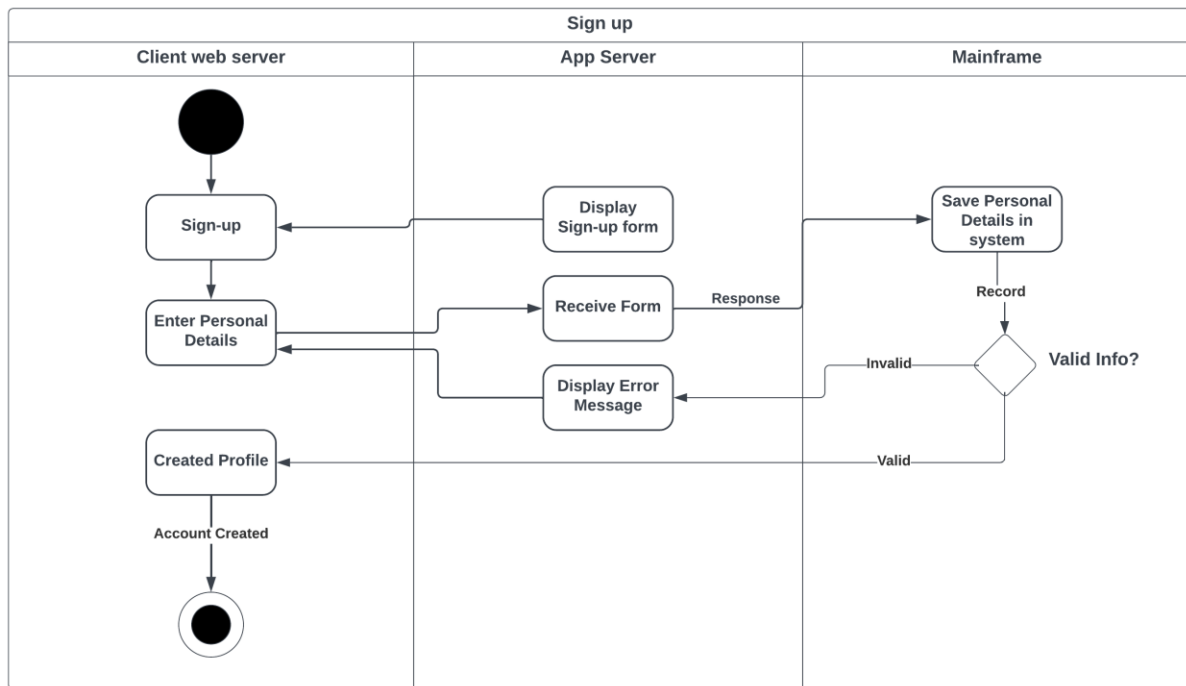 Sign up
Client web server
App Server
Mainframe
Sign-up
Display
Sign-up form
Save Personal
Details in
system
Record
Enter Personal
Details
Receive Form
Response
Valid Info?
Invalid
Display Error
Message
Created Profile
Valid
Account Created